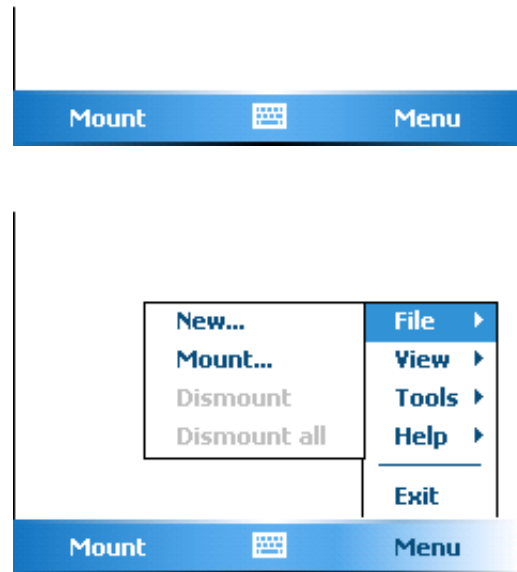 Mount Menu
New... File
Mount... View
Dismount Tools
Dismount all Help
Exit
Mount Menu